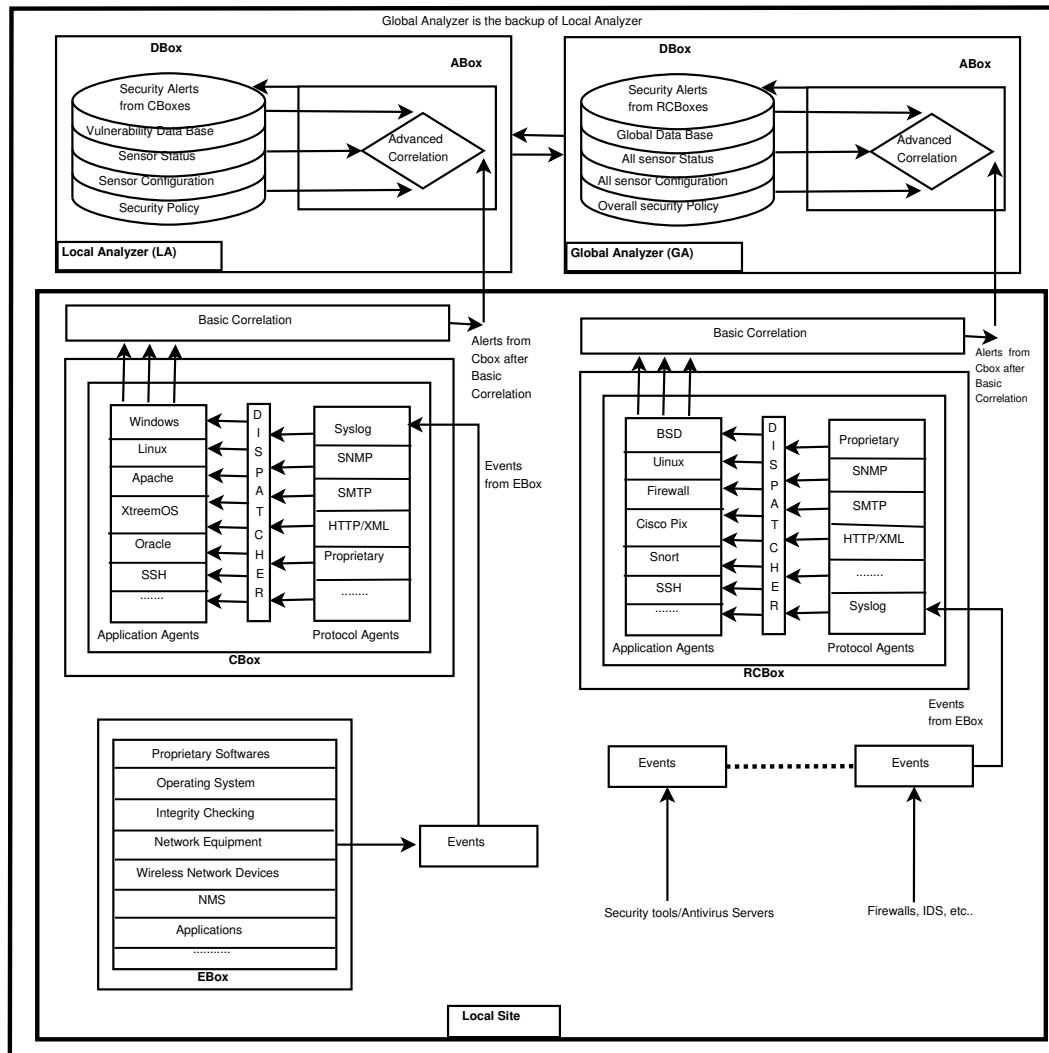 Global Analyzer is the backup of Local Analyzer
DBox
ABox
Security Alerts
from CBoxes
Vulnerability Data Base
Sensor Status
Sensor Configuration
Security Policy
Advanced
Correlation
Local Analyzer (LA)
DBox
ABox
Security Alerts
from RCBoxes
Global Data Base
All sensor Status
All sensor Configuration
Overall security Policy
Advanced
Correlation
Global Analyzer (GA)
Basic Correlation
Alerts from
Cbox after
Basic
Correlation
Windows
Linux
Apache
XtreemOS
Oracle
SSH
.......
Application Agents
D
I
S
P
A
T
C
H
E
R
Syslog
SNMP
SMTP
HTTP/XML
Proprietary
........
Protocol Agents
CBox
Events
from EBox
Basic Correlation
Alerts from
Cbox after
Basic
Correlation
BSD
Uinux
Firewall
Cisco Pix
Snort
SSH
.......
Application Agents
D
I
S
P
A
T
C
H
E
R
Proprietary
SNMP
SMTP
HTTP/XML
........
Syslog
Protocol Agents
RCBox
Events
from EBox
Proprietary Softwares
Operating System
Integrity Checking
Network Equipment
Wireless Network Devices
NMS
Applications
...........
EBox
Events
Events
Events
Security tools/Antivirus Servers
Firewalls, IDS, etc..
Local Site